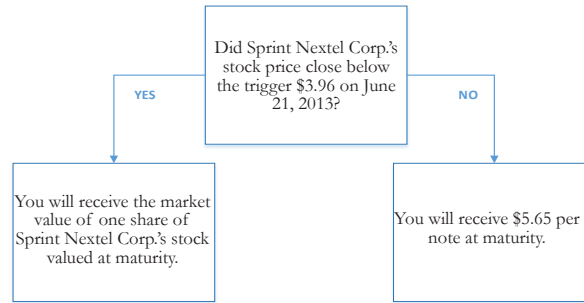 Did Sprint Nextel Corp.'s
stock price close below
the trigger $3.96 on June
21, 2013?
YES
NO
You will receive the market
value of one share of
Sprint Nextel Corp.'s stock
valued at maturity.
You will receive $5.65 per
note at maturity.